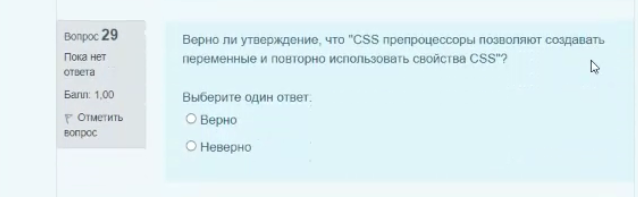 Вопрос 29
Пока нет
ответа
Балл: 1,00
Отметить
вопрос
Верно ли утверждение, что "CSS препроцессоры позволяют создавать
переменные и повторно использовать свойства CSS"?
Выберите один ответ:
Верно
Неверно